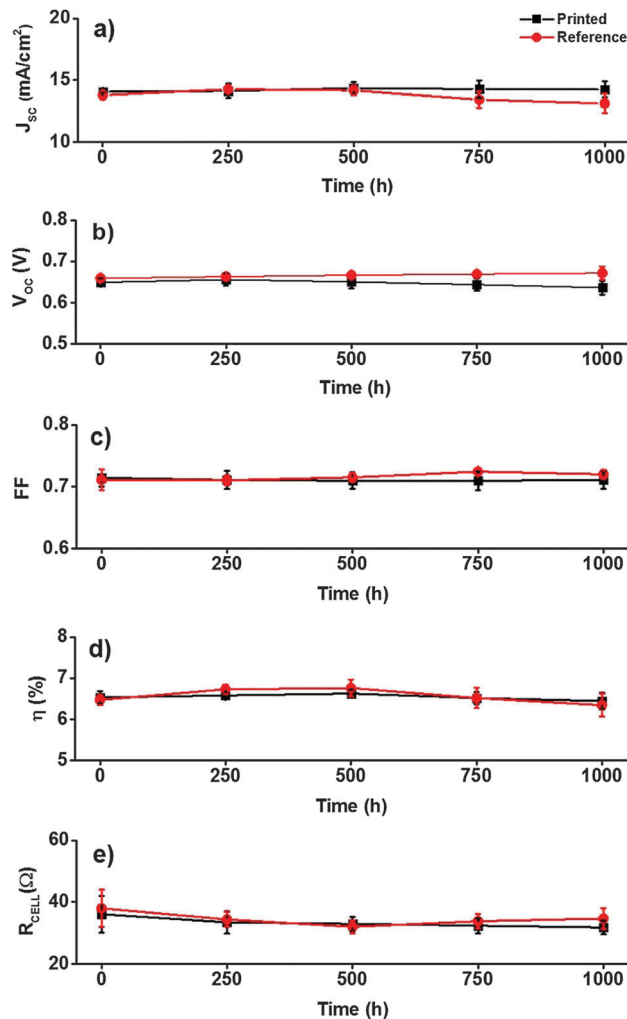 a)
Printed
Reference
J_SC (mA/cm²)
20
15
10
0 250 500 750 1000
Time (h)
b)
V_OC (V)
0.8
0.7
0.6
0.5
0 250 500 750 1000
Time (h)
c)
FF
0.8
0.7
0.6
0 250 500 750 1000
Time (h)
d)
η (%)
8
7
6
5
0 250 500 750 1000
Time (h)
e)
R_CELL(Ω)
60
40
20
0 250 500 750 1000
Time (h)